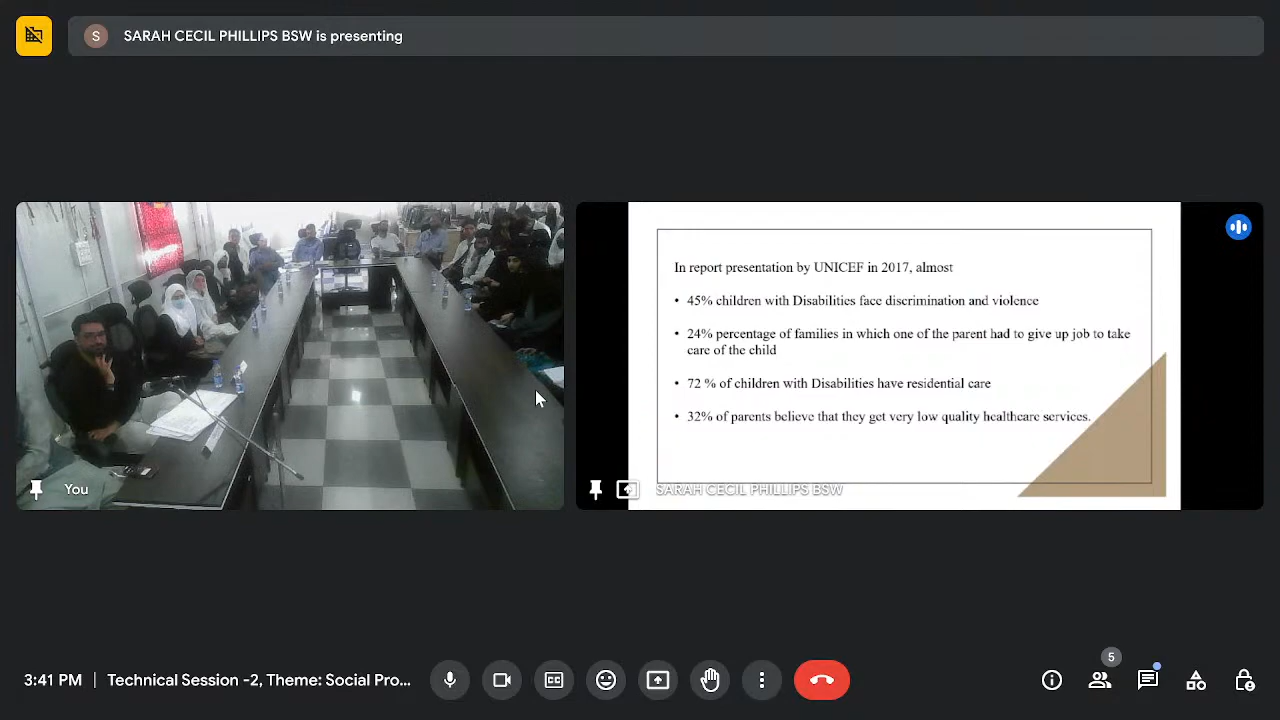 S
SARAH CECIL PHILLIPS BSW is presenting
In report presentation by UNICEF in 2017, almost
• 45% children with Disabilities face discrimination and violence
• 24% percentage of families in which one of the parent had to give up job to take
care of the child
• 72 % of children with Disabilities have residential care
• 32% of parents believe that they get very low quality healthcare services.
You
SARAH CECIL PHILLIPS BSW
5
3:41 PM | Technical Session -2, Theme: Social Pro...